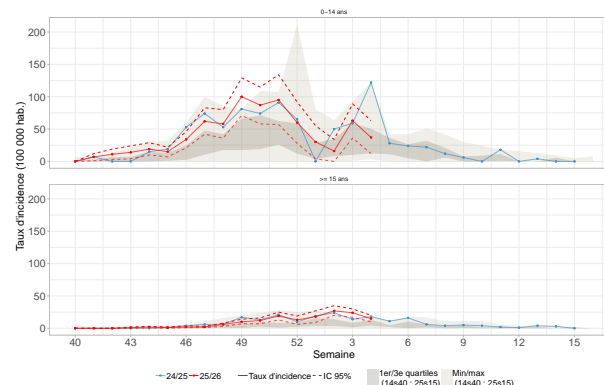 0−14 ans
200
150
100
50
0
>= 15 ans
200
150
100
50
0
Taux d'incidence (100 000 hab.)
40 43 46 49 52 3 6 9 12 15
Semaine
24/25 25/26 Taux d'incidence IC 95% 1er/3e quartiles Min/max
(14s40 : 25s15) (14s40 : 25s15)